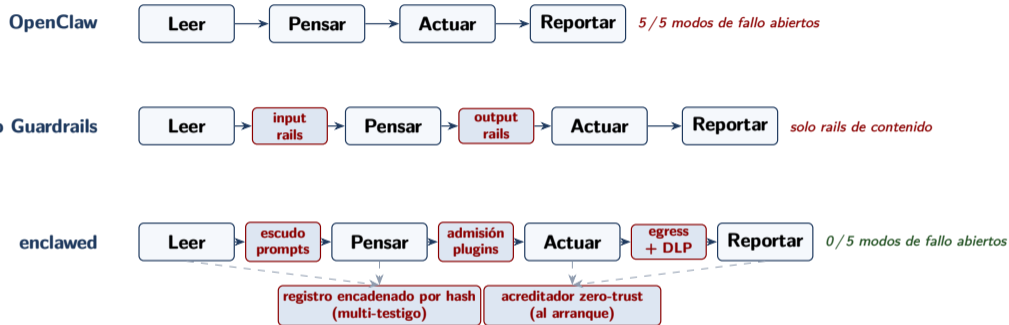 OpenClaw Leer Pensar Actuar Reportar 5/5 modos de fallo abiertos
Guardrails Leer input rails Pensar output rails Actuar Reportar solo rails de contenido
enclawed Leer escudo prompts Pensar admisión plugins Actuar egress + DLP Reportar 0/5 modos de fallo abiertos
registro encadenado por hash
(multi-testigo)
acreditador zero-trust
(al arranque)